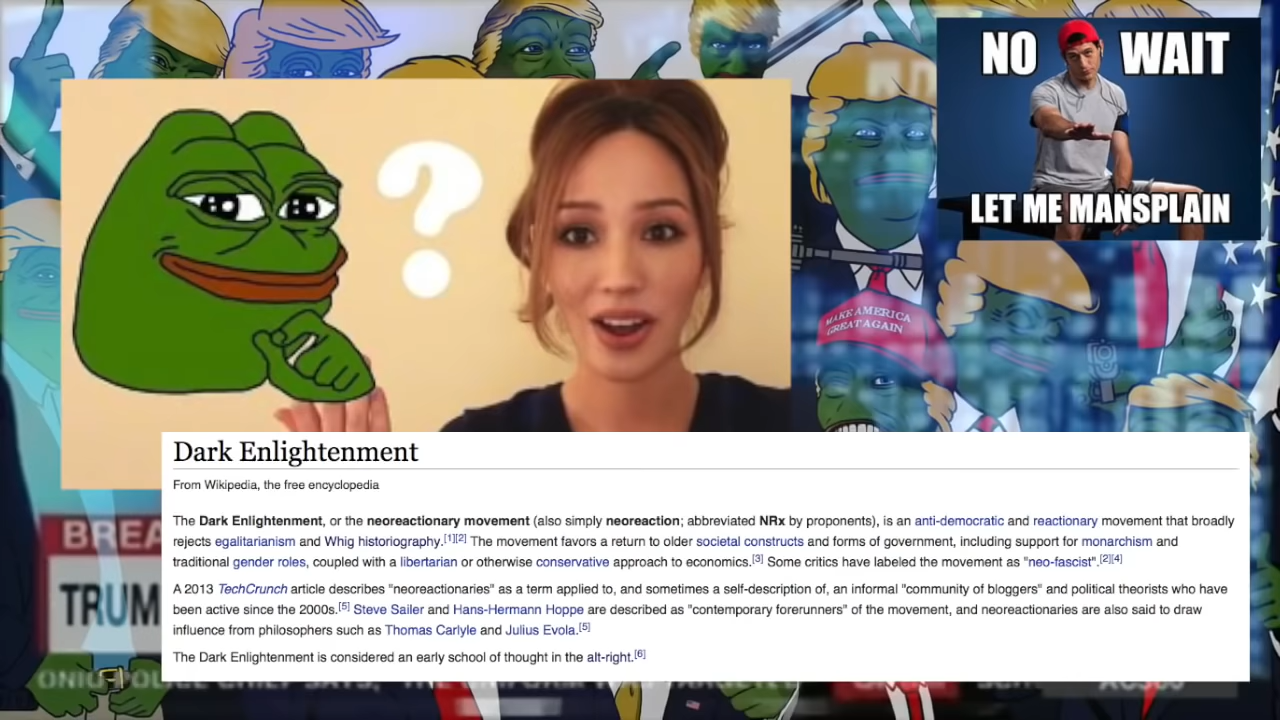 NO WAIT
LET ME MANSPLAIN
?
MAKE AMERICA
GREAT AGAIN
Dark Enlightenment
From Wikipedia, the free encyclopedia
The Dark Enlightenment, or the neoreactionary movement (also simply neoreaction; abbreviated NRx by proponents), is an anti-democratic and reactionary movement that broadly
rejects egalitarianism and Whig historiography.[1][2] The movement favors a return to older societal constructs and forms of government, including support for monarchism and
traditional gender roles, coupled with a libertarian or otherwise conservative approach to economics.[3] Some critics have labeled the movement as "neo-fascist".[2][4]
A 2013 TechCrunch article describes "neoreactionaries" as a term applied to, and sometimes a self-description of, an informal "community of bloggers" and political theorists who have
been active since the 2000s.[5] Steve Sailer and Hans-Hermann Hoppe are described as "contemporary forerunners" of the movement, and neoreactionaries are also said to draw
influence from philosophers such as Thomas Carlyle and Julius Evola.[5]
The Dark Enlightenment is considered an early school of thought in the alt-right.[6]
BREA
TRUM